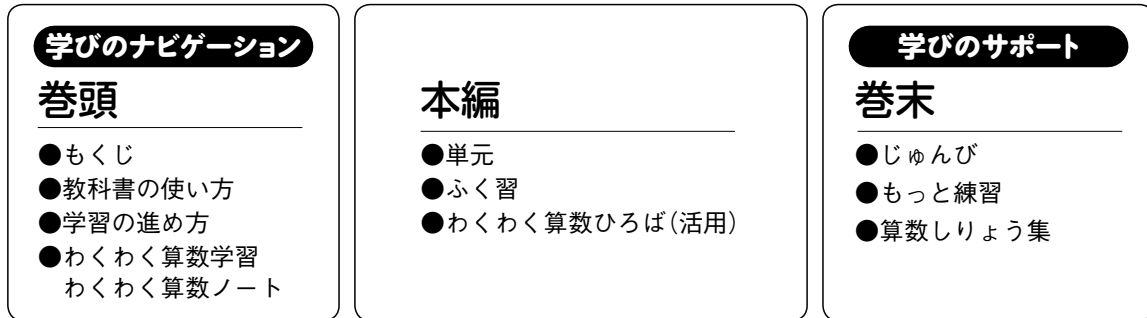 学びのナビゲーション
巻頭
●もくじ
●教科書の使い方
●学習の進め方
●わくわく算数学習
わくわく算数ノート
本編
●単元
●ふく習
●わくわく算数ひろば(活用)
学びのサポート
巻末
●じゅんび
●もっと練習
●算数しりょう集